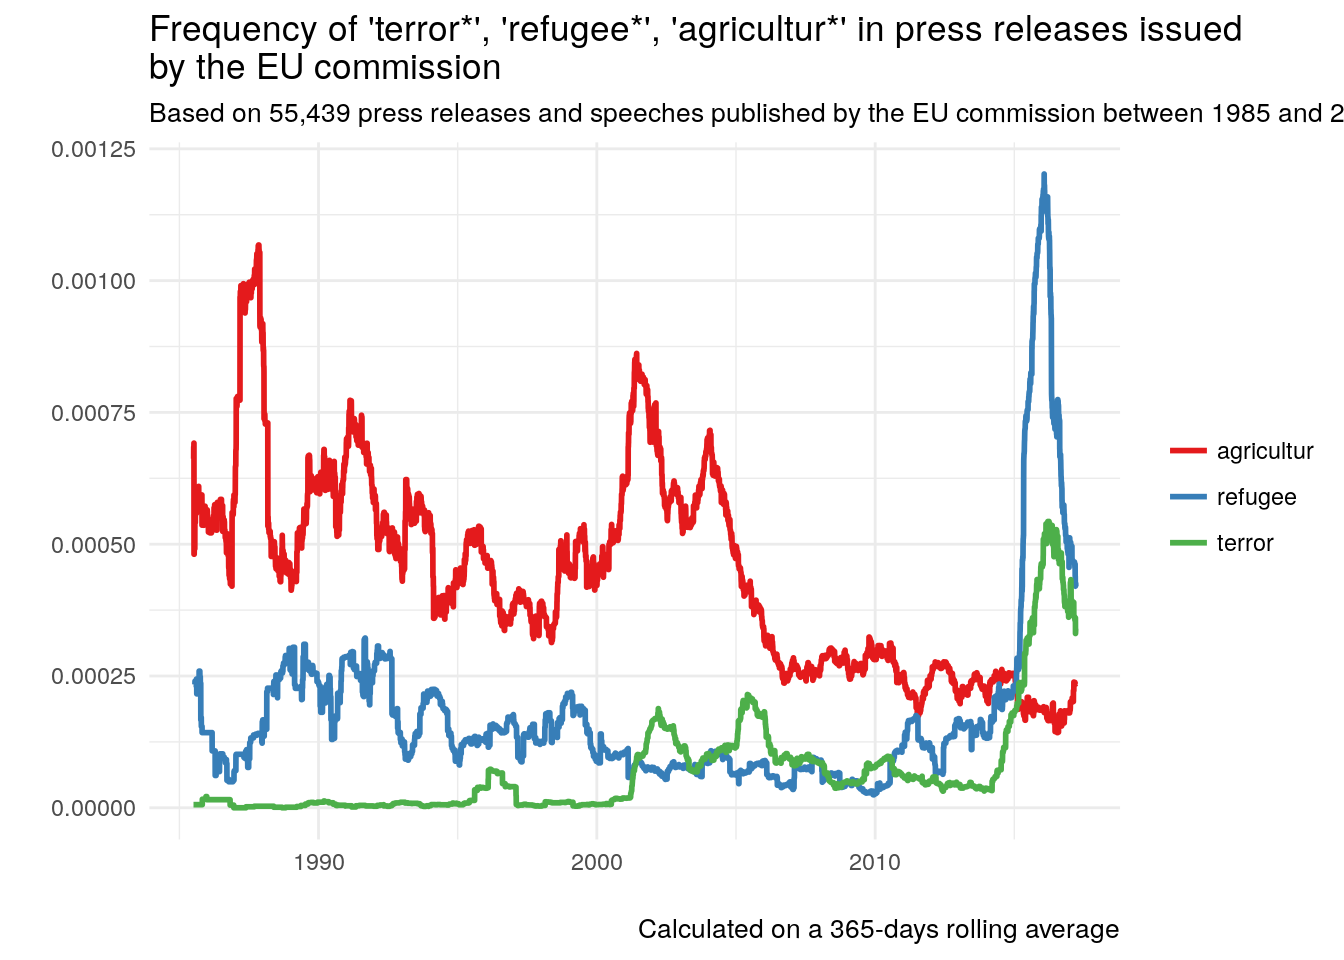 Frequency of 'terror*', 'refugee*', 'agricultur*' in press releases issued
by the EU commission
Based on 55,439 press releases and speeches published by the EU commission between 1985 and 2
0.00125
0.00100
0.00075
0.00050
0.00025
0.00000
1990
2000
2010
agricultur
refugee
terror
Calculated on a 365-days rolling average